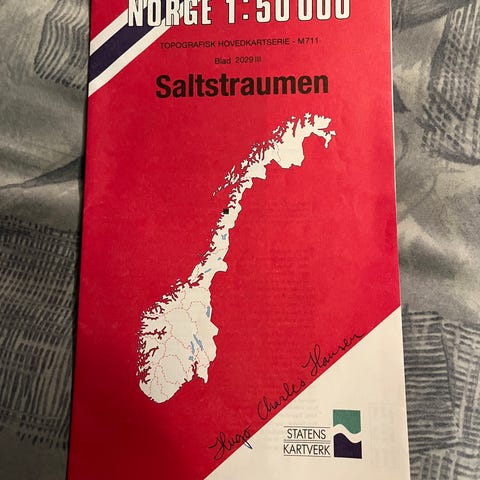 NORGE 1:50 000
TOPOGRAFISK HOVEDKARTSERIE - M711
Blad 2029 III
Saltstraumen
Hugo Charles Hansen
STATENS
KARTVERK